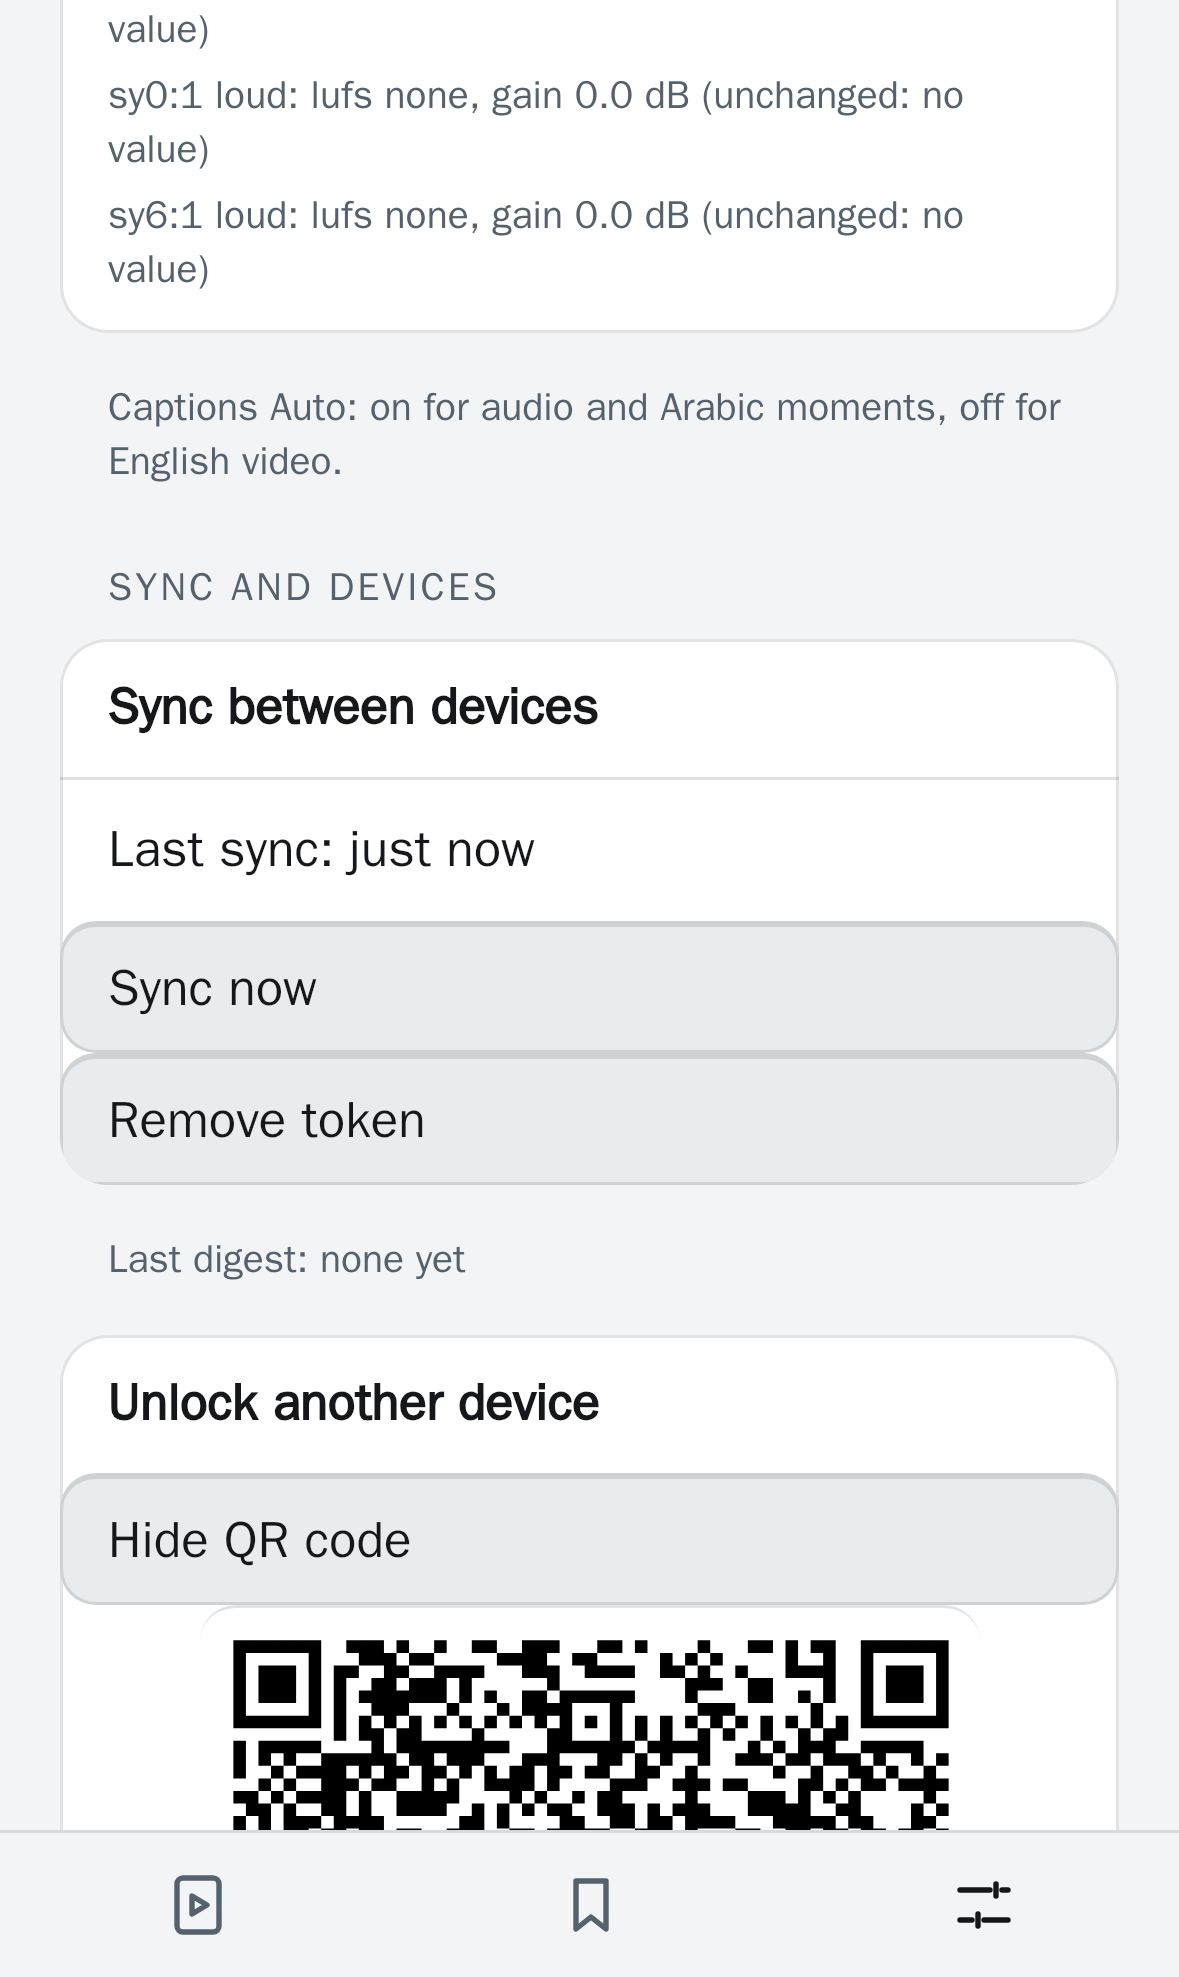 value)
sy0:1 loud: lufs none, gain 0.0 dB (unchanged: no
value)
sy6:1 loud: lufs none, gain 0.0 dB (unchanged: no
value)
Captions Auto: on for audio and Arabic moments, off for
English video.
SYNC AND DEVICES
Sync between devices
Last sync: just now
Sync now
Remove token
Last digest: none yet
Unlock another device
Hide QR code